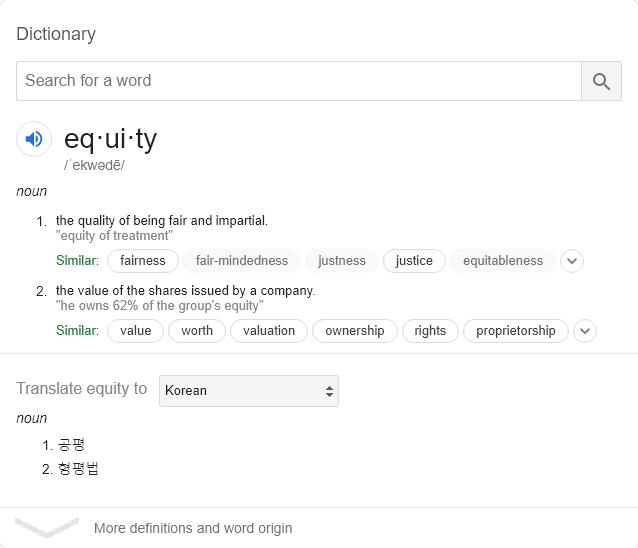 Dictionary
Search for a word
eq·ui·ty
/ˈekwədē/
noun
1. the quality of being fair and impartial.
"equity of treatment"
Similar: fairness fair-mindedness justness justice equitableness
2. the value of the shares issued by a company.
"he owns 62% of the group's equity"
Similar: value worth valuation ownership rights proprietorship
Translate equity to Korean
noun
1. 공평
2. 형평법
More definitions and word origin